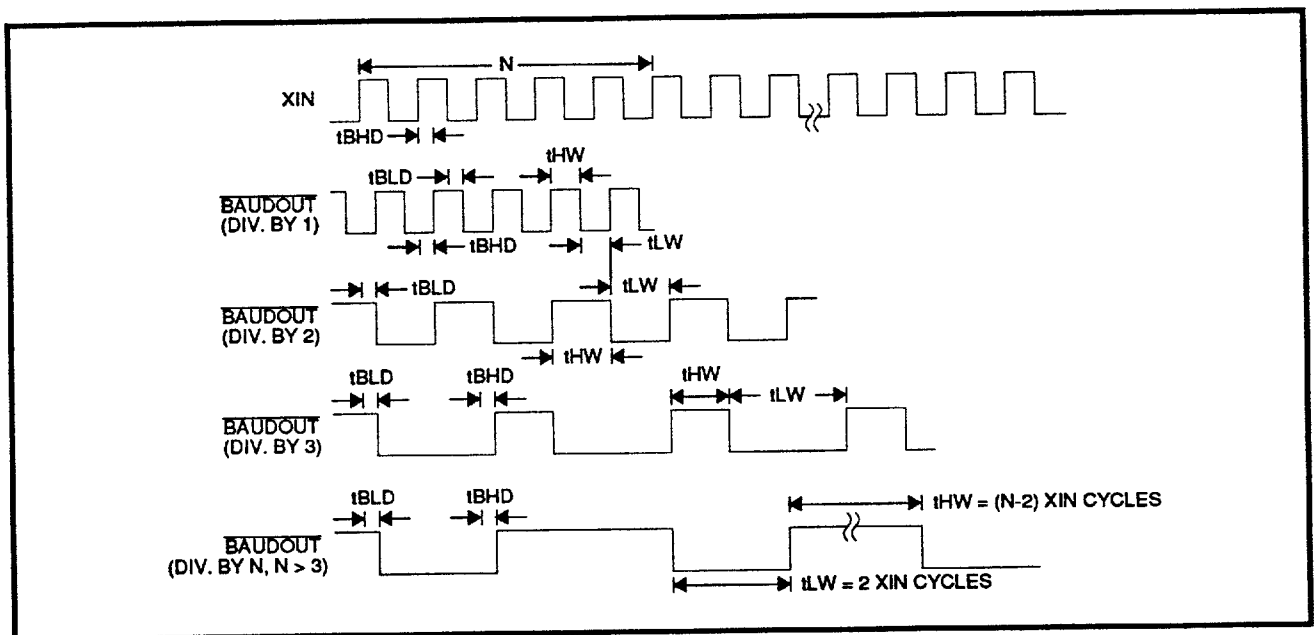 N
XIN
tBHD
tHW
tBLD
BAUDOUT
(DIV. BY 1)
tBHD
tLW
tBLD
tLW
BAUDOUT
(DIV. BY 2)
tHW
tBLD
tBHD
tHW
tLW
BAUDOUT
(DIV. BY 3)
tBLD
tBHD
tHW = (N-2) XIN CYCLES
BAUDOUT
(DIV. BY N, N > 3)
tLW = 2 XIN CYCLES